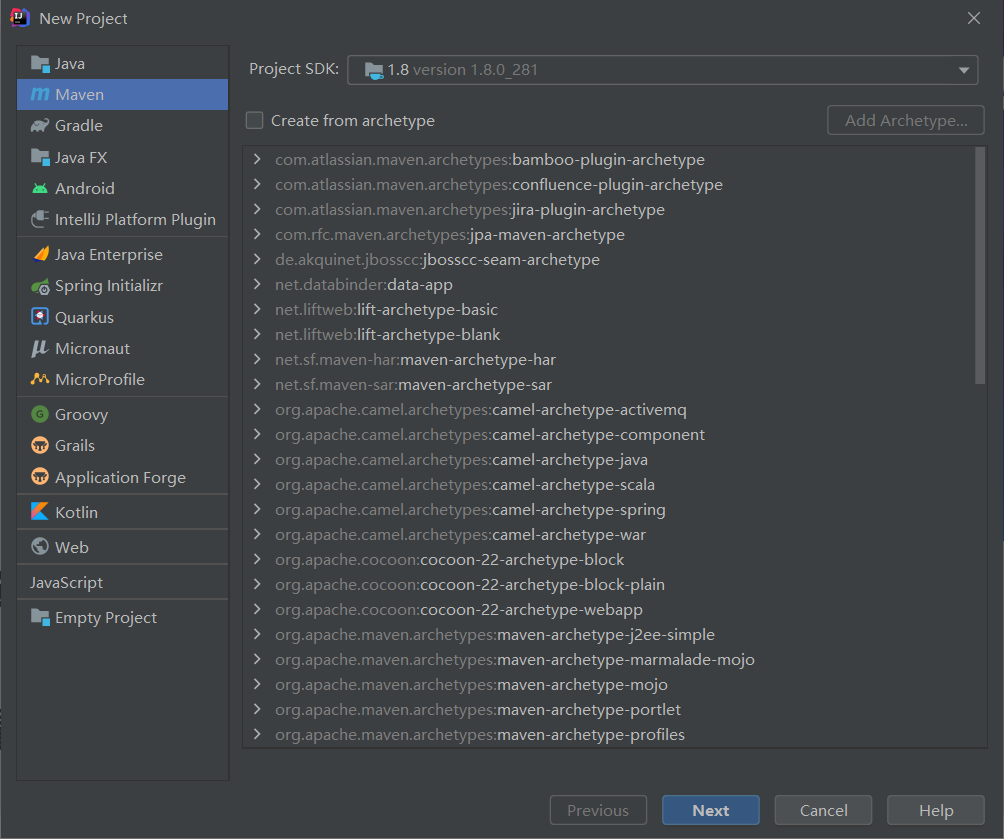 New Project
Java
Maven
Gradle
Java FX
Android
IntelliJ Platform Plugin
Java Enterprise
Spring Initializr
Quarkus
Micronaut
MicroProfile
Groovy
Grails
Application Forge
Kotlin
Web
JavaScript
Empty Project
Project SDK: 1.8 version 1.8.0_281
Create from archetype
Add Archetype...
com.atlassian.maven.archetypes:bamboo-plugin-archetype
com.atlassian.maven.archetypes:confluence-plugin-archetype
com.atlassian.maven.archetypes:jira-plugin-archetype
com.rfc.maven.archetypes:jpa-maven-archetype
de.akquinet.jbosscc:jbosscc-seam-archetype
net.databinder:data-app
net.liftweb:lift-archetype-basic
net.liftweb:lift-archetype-blank
net.sf.maven-har:maven-archetype-har
net.sf.maven-sar:maven-archetype-sar
org.apache.camel.archetypes:camel-archetype-activemq
org.apache.camel.archetypes:camel-archetype-component
org.apache.camel.archetypes:camel-archetype-java
org.apache.camel.archetypes:camel-archetype-scala
org.apache.camel.archetypes:camel-archetype-spring
org.apache.camel.archetypes:camel-archetype-war
org.apache.cocoon:cocoon-22-archetype-block
org.apache.cocoon:cocoon-22-archetype-block-plain
org.apache.cocoon:cocoon-22-archetype-webapp
org.apache.maven.archetypes:maven-archetype-j2ee-simple
org.apache.maven.archetypes:maven-archetype-marmalade-mojo
org.apache.maven.archetypes:maven-archetype-mojo
org.apache.maven.archetypes:maven-archetype-portlet
org.apache.maven.archetypes:maven-archetype-profiles
Previous
Next
Cancel
Help